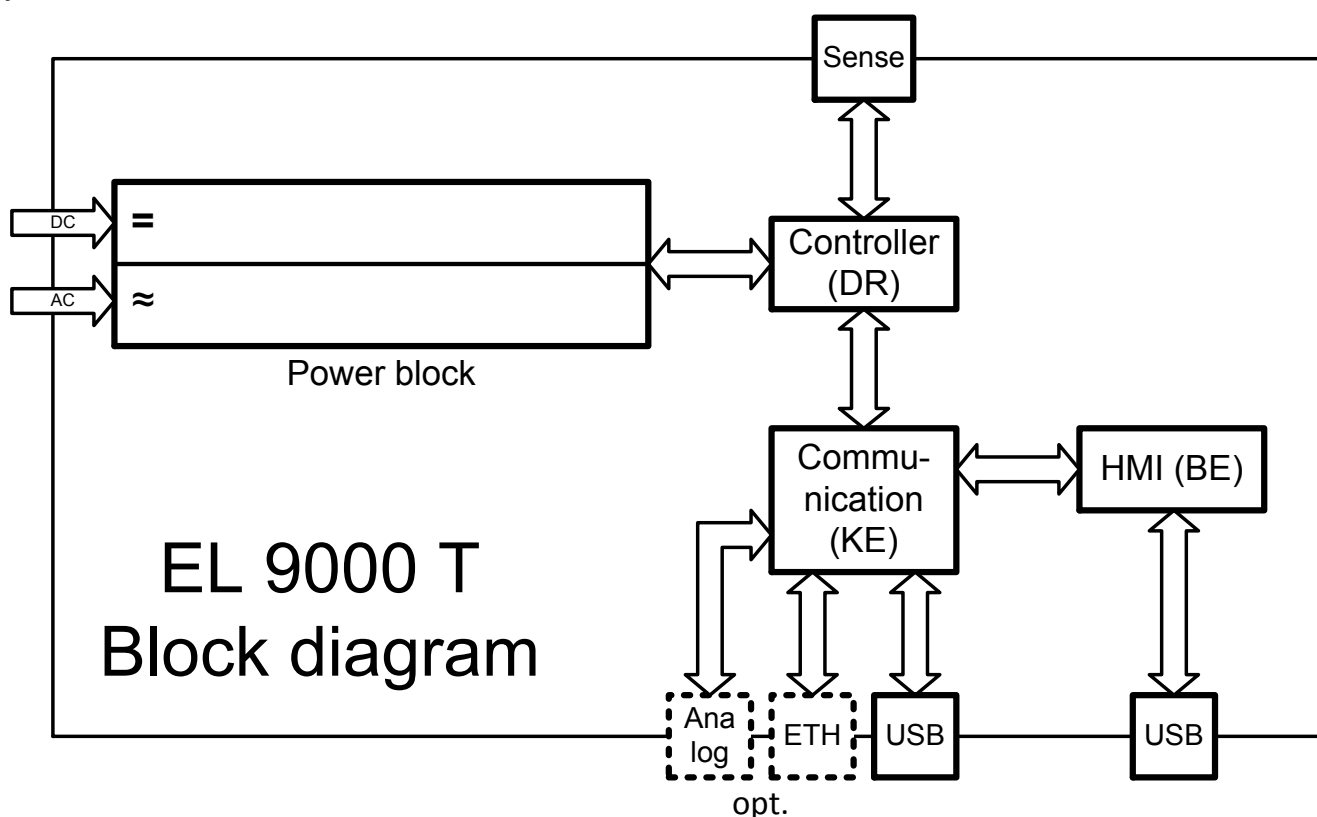 Sense
DC
=
AC
≈
Controller
(DR)
Power block
Commu-
nication
(KE)
HMI (BE)
EL 9000 T
Block diagram
Ana
log
ETH
USB
USB
opt.